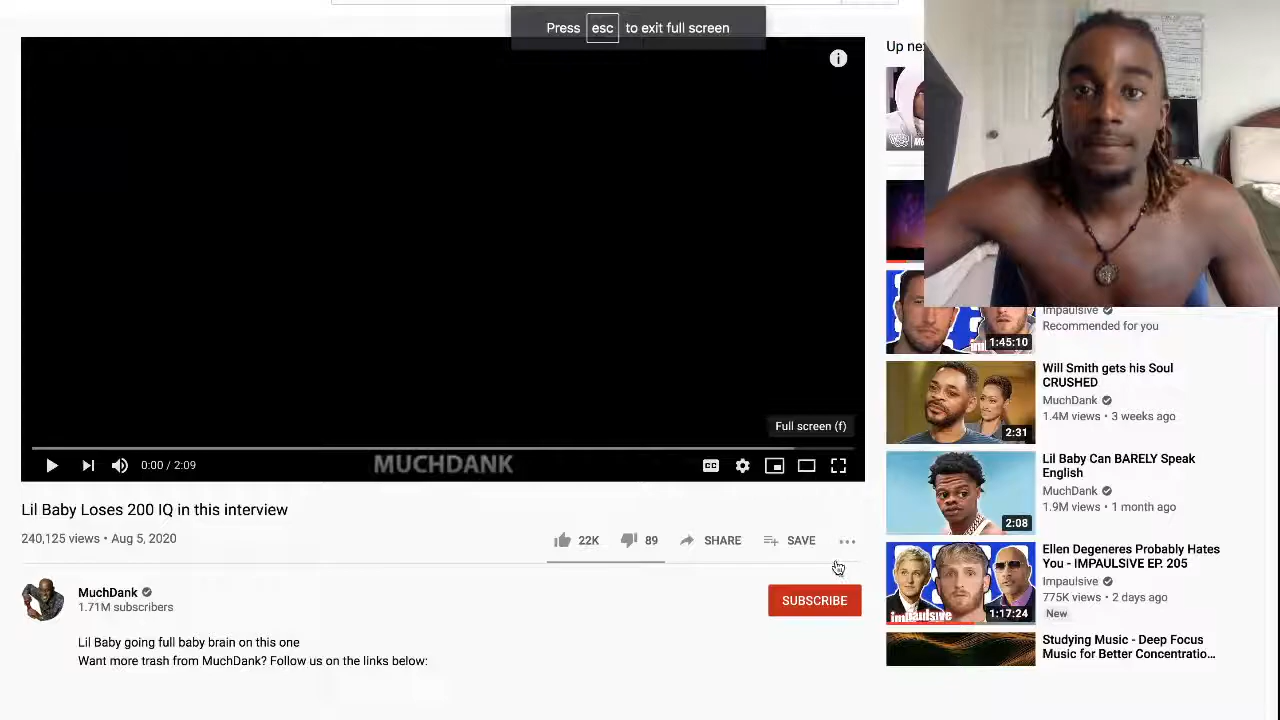 Press esc to exit full screen
Up nex
Full screen (f)
0:00 / 2:09
MUCHDANK
CC
Lil Baby Loses 200 IQ in this interview
240,125 views • Aug 5, 2020
22K
89
SHARE
SAVE
MuchDank
1.71M subscribers
SUBSCRIBE
Lil Baby going full baby brain on this one
Want more trash from MuchDank? Follow us on the links below:
Impaulsive
Recommended for you
1:45:10
Will Smith gets his Soul
CRUSHED
MuchDank
1.4M views • 3 weeks ago
2:31
Lil Baby Can BARELY Speak
English
MuchDank
1.9M views • 1 month ago
2:08
Ellen Degeneres Probably Hates
You - IMPAULSIVE EP. 205
Impaulsive
775K views • 2 days ago
New
impaulsive
1:17:24
Studying Music - Deep Focus
Music for Better Concentratio...